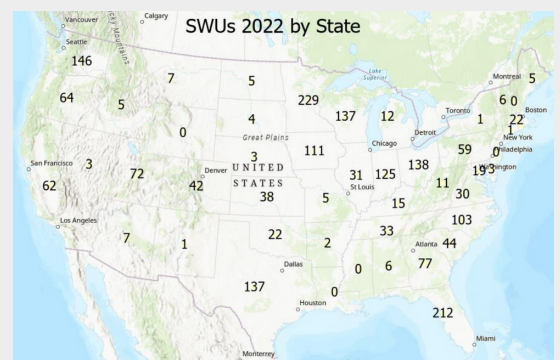 SWUs 2022 by State
Vancouver
Calgary
Rocky Mountains
Seattle
146
7
5
Lake Superior
Montreal
5
64
5
229
137
12
6
0
Toronto
1
22
Boston
0
4
Great Plains
Detroit
1
New York
3
111
Chicago
59
0
Philadelphia
San Francisco
3
72
Denver
UNITED STATES
31
125
138
19
3
Washington
62
42
38
5
St Louis
11
30
15
Los Angeles
7
1
22
2
33
103
44
Atlanta
Dallas
0
6
77
137
0
Houston
212
Miami
Monterrey